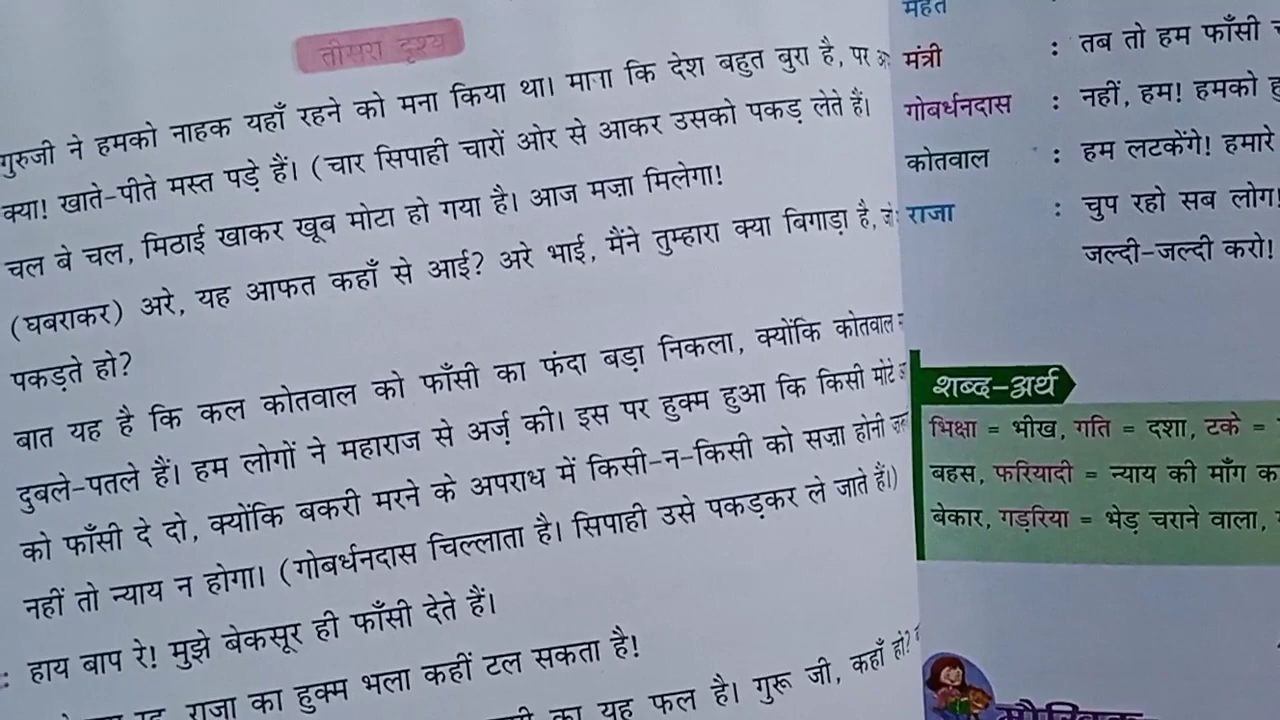 तीसरा दृश्य
गुरुजी ने हमको नाहक यहाँ रहने को मना किया था। माना कि देश बहुत बुरा है, पर
क्या! खाते-पीते मस्त पड़े हैं। (चार सिपाही चारों ओर से आकर उसको पकड़ लेते हैं।
चल बे चल, मिठाई खाकर खूब मोटा हो गया है। आज मज़ा मिलेगा!
(घबराकर) अरे, यह आफत कहाँ से आई? अरे भाई, मैंने तुम्हारा क्या बिगाड़ा है,
पकड़ते हो?
बात यह है कि कल कोतवाल को फाँसी का फंदा बड़ा निकला, क्योंकि कोतवाल
दुबले-पतले हैं। हम लोगों ने महाराज से अर्ज़ की। इस पर हुक्म हुआ कि किसी मोटे
को फाँसी दे दो, क्योंकि बकरी मरने के अपराध में किसी-न-किसी को सज़ा होनी
नहीं तो न्याय न होगा। (गोबर्धनदास चिल्लाता है। सिपाही उसे पकड़कर ले जाते हैं।)
: हाय बाप रे! मुझे बेकसूर ही फाँसी देते हैं।
राजा का हुक्म भला कहीं टल सकता है!
का यह फल है। गुरू जी, कहाँ हो?
महंत
मंत्री : तब तो हम फाँसी
गोबर्धनदास : नहीं, हम! हमको
कोतवाल : हम लटकेंगे! हमारे
राजा : चुप रहो सब लोग!
जल्दी-जल्दी करो!
शब्द-अर्थ
भिक्षा = भीख, गति = दशा, टके =
बहस, फरियादी = न्याय की माँग
बेकार, गड़रिया = भेड़ चराने वाला,
मौखिक